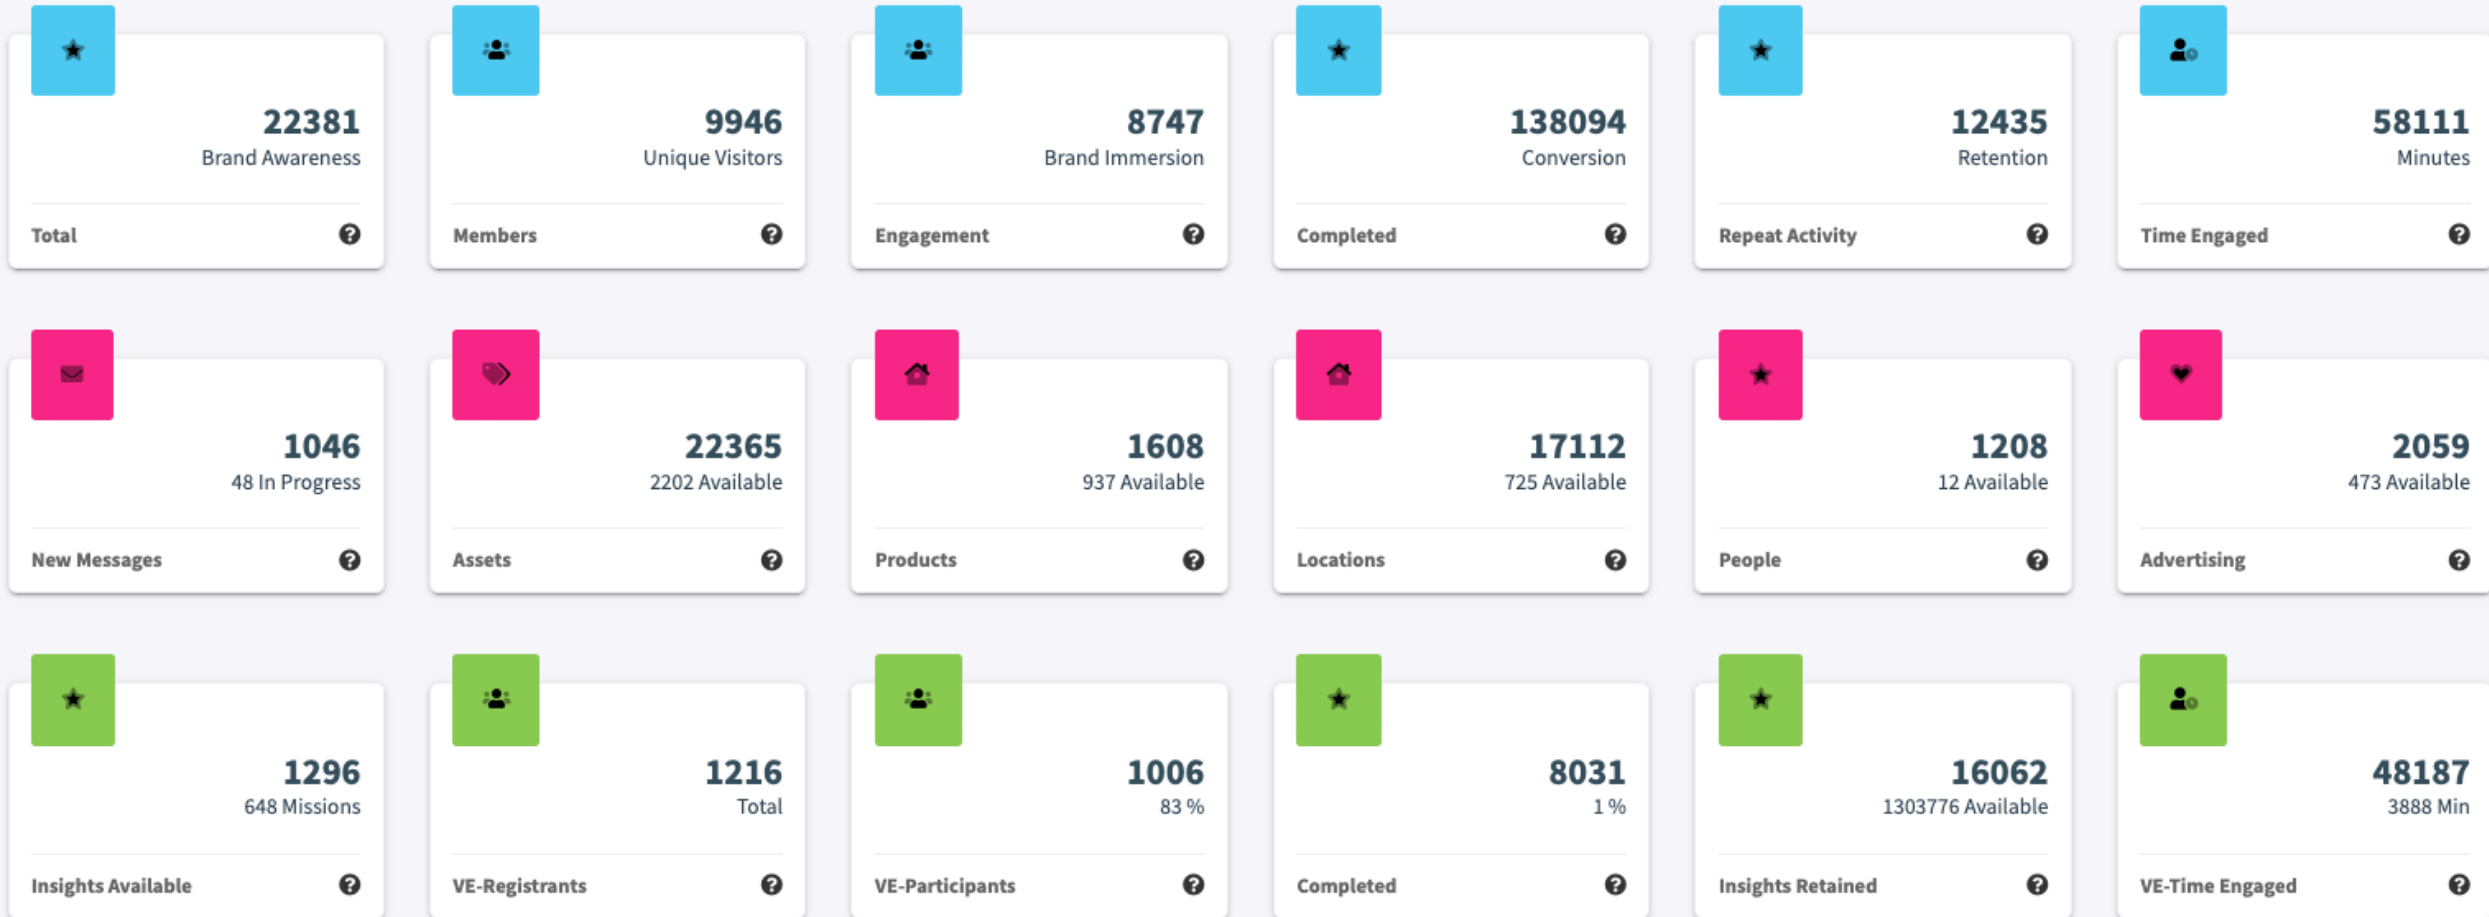 22381
Brand Awareness
Total
9946
Unique Visitors
Members
8747
Brand Immersion
Engagement
138094
Conversion
Completed
12435
Retention
Repeat Activity
58111
Minutes
Time Engaged
1046
48 In Progress
New Messages
22365
2202 Available
Assets
1608
937 Available
Products
17112
725 Available
Locations
1208
12 Available
People
2059
473 Available
Advertising
1296
648 Missions
Insights Available
1216
Total
VE-Registrants
1006
83 %
VE-Participants
8031
1 %
Completed
16062
1303776 Available
Insights Retained
48187
3888 Min
VE-Time Engaged